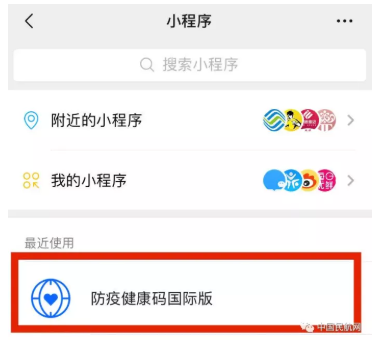 小程序
搜索小程序
附近的小程序
我的小程序
最近使用
防疫健康码国际版
中国民航网